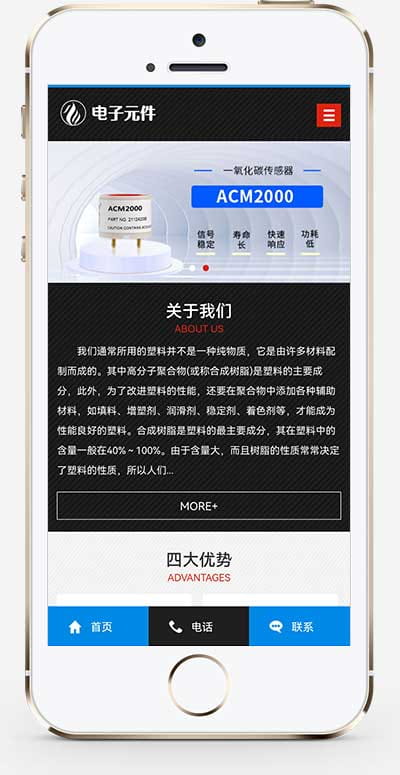 电子元件
一氧化碳传感器
ACM2000
ACM2000
信号 寿命 快速 功耗
稳定 长 响应 低
关于我们
ABOUT US
我们通常所用的塑料并不是一种纯物质，它是由许多材料配
制而成的。其中高分子聚合物(或称合成树脂)是塑料的主要成
分，此外，为了改进塑料的性能，还要在聚合物中添加各种辅助
材料，如填料、增塑剂、润滑剂、稳定剂、着色剂等，才能成为
性能良好的塑料。合成树脂是塑料的最主要成分，其在塑料中的
含量一般在40%～100%。由于含量大，而且树脂的性质常常决定
了塑料的性质，所以人们...
MORE+
四大优势
ADVANTAGES
首页 电话 联系